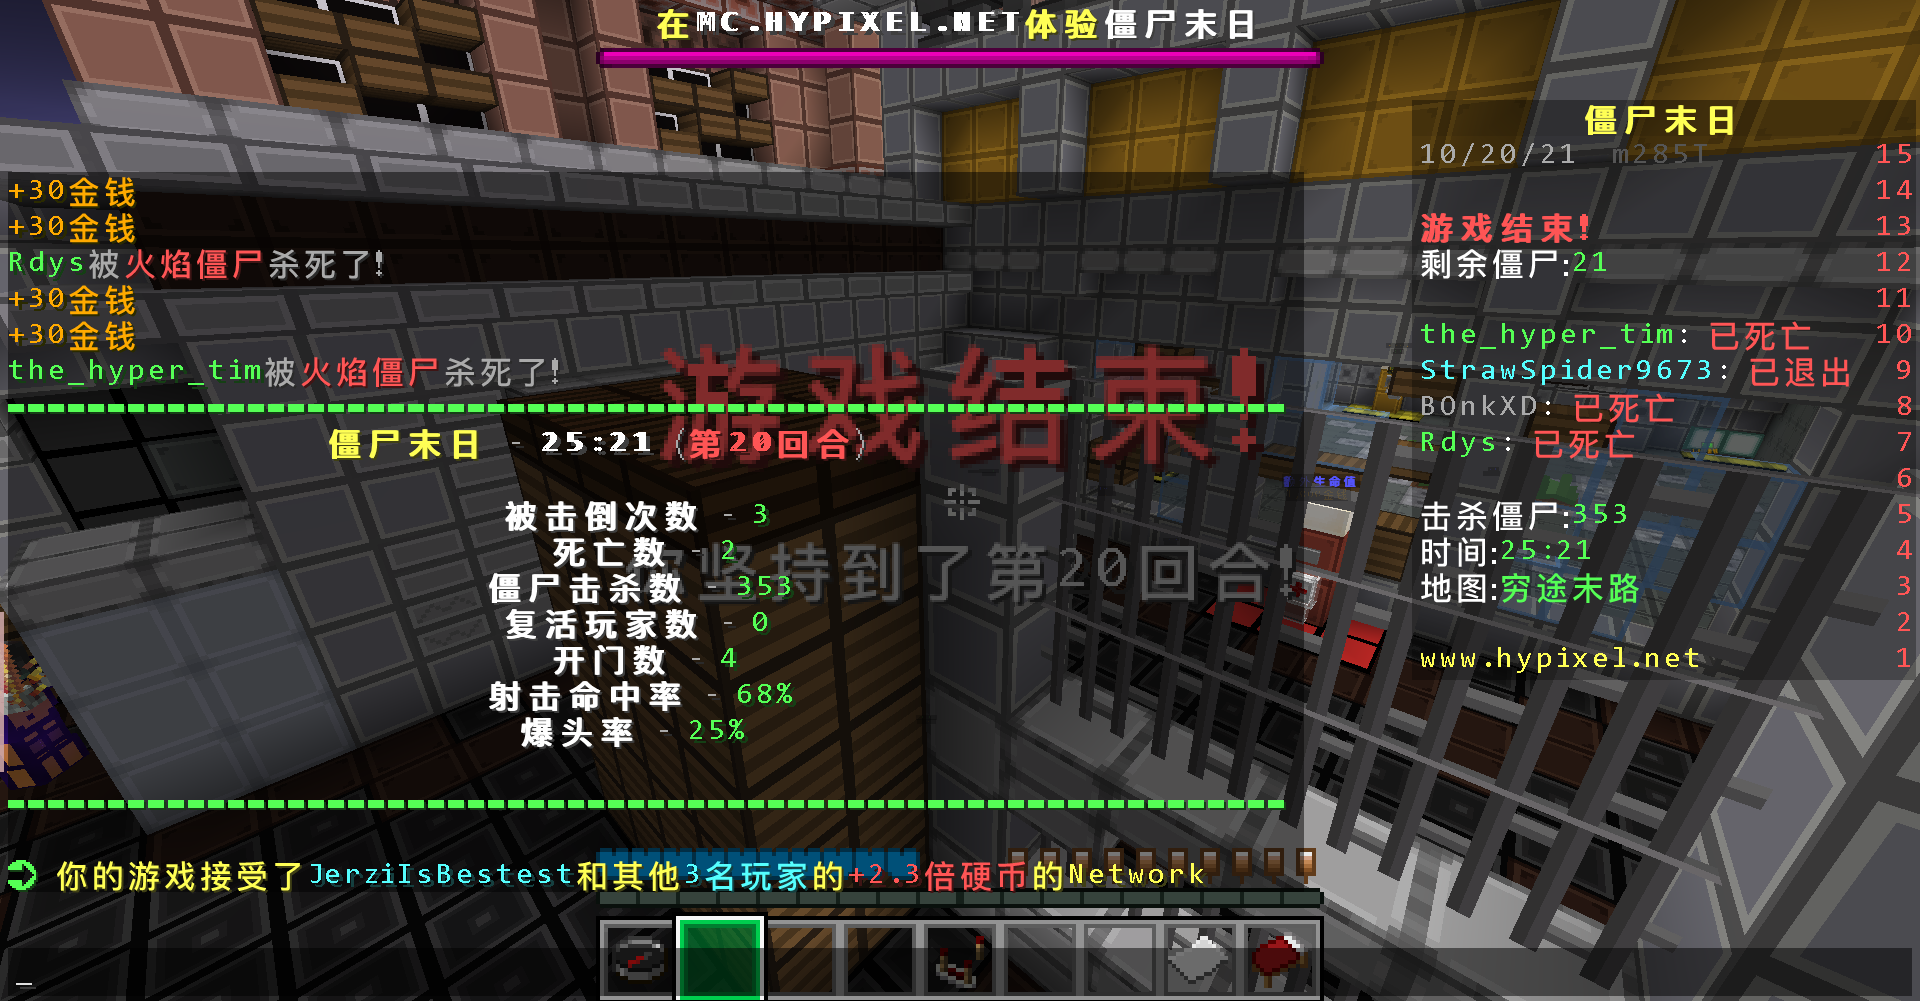 在MC.HYPIXEL.NET体验僵尸末日
+30金钱
+30金钱
Rdys被火焰僵尸杀死了!
+30金钱
+30金钱
the_hyper_tim被火焰僵尸杀死了!
游戏结束!
僵尸末日 - 25:21 (第20回合)
被击倒次数 - 3
死亡数 - 2
僵尸击杀数 - 353
复活玩家数 - 0
开门数 - 4
射击命中率 - 68%
爆头率 - 25%
你坚持到了第20回合!
生命值
你的游戏接受了JerziIsBestest和其他3名玩家的+2.3倍硬币的Network
_
僵尸末日
10/20/21 m285T 15
14
游戏结束! 13
剩余僵尸:21 12
11
the_hyper_tim: 已死亡 10
StrawSpider9673: 已退出 9
B0nkXD: 已死亡 8
Rdys: 已死亡 7
6
击杀僵尸:353 5
时间:25:21 4
地图:穷途末路 3
2
www.hypixel.net 1